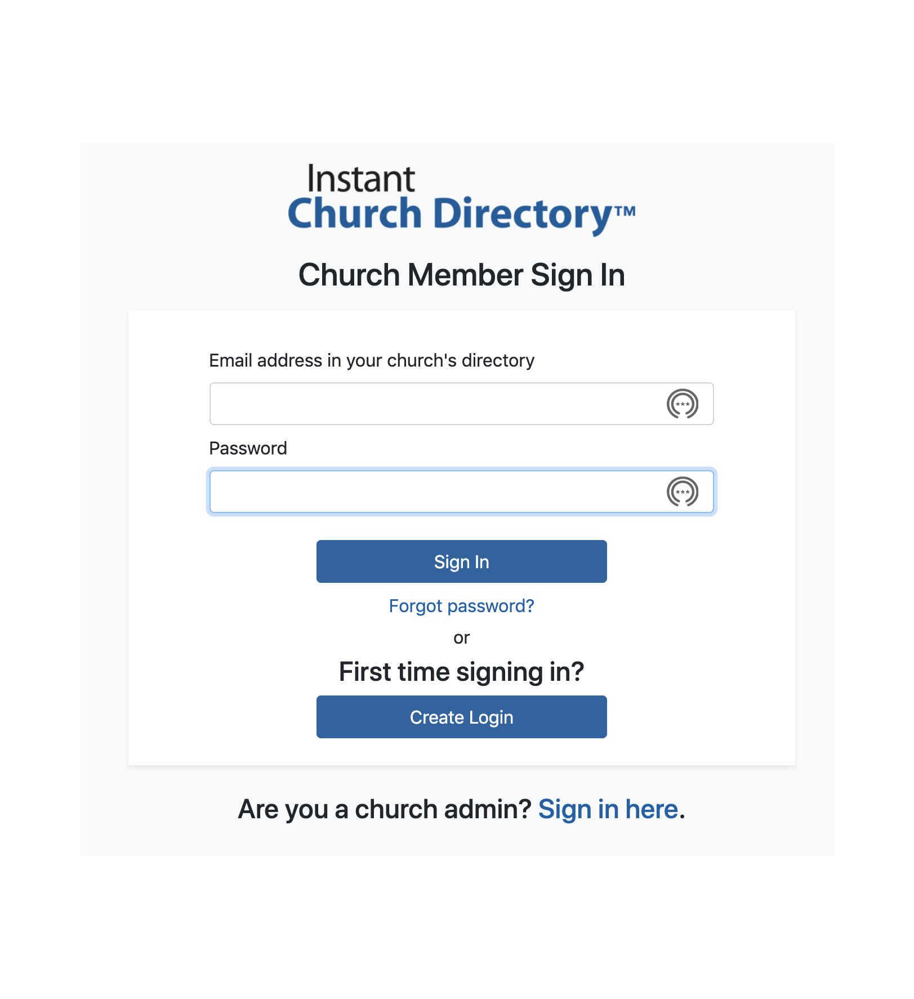 Instant
Church Directory™
Church Member Sign In
Email address in your church's directory
Password
Sign In
Forgot password?
or
First time signing in?
Create Login
Are you a church admin? Sign in here.